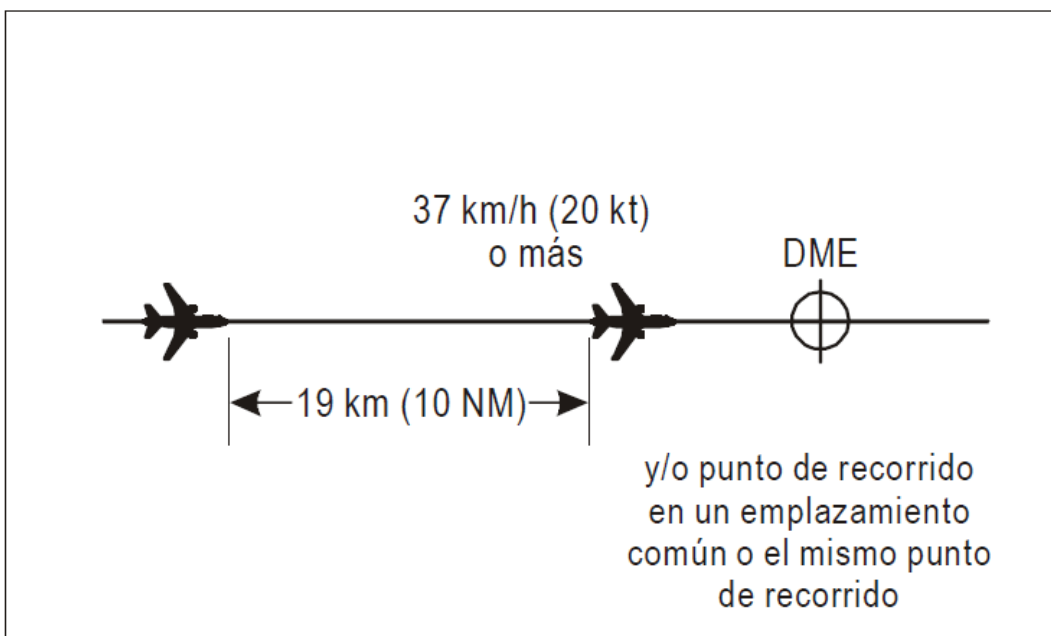 37 km/h (20 kt)
o más
DME
19 km (10 NM)
y/o punto de recorrido
en un emplazamiento
común o el mismo punto
de recorrido